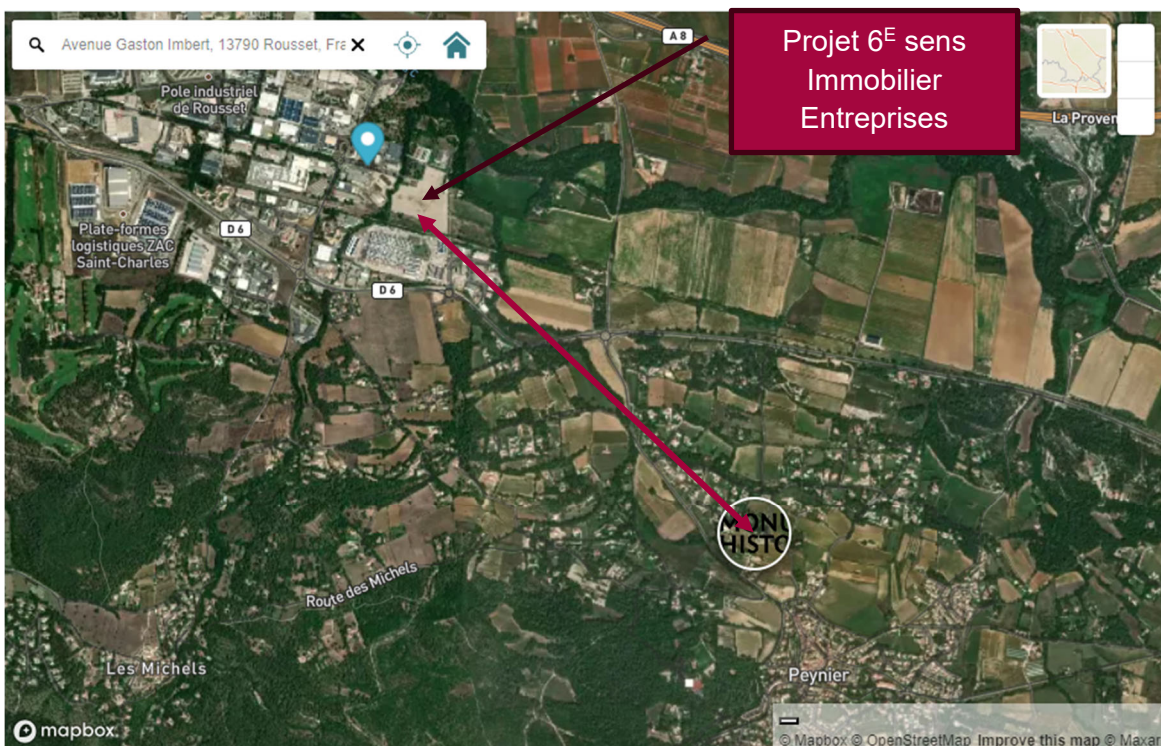 Avenue Gaston Imbert, 13790 Rousset, Fra
A 8
Projet 6E sens
Immobilier
Entreprises
Pole industriel
de Rousset
La Proven
Plate-formes
logistiques ZAC
Saint-Charles
D 6
D 6
MONU
HISTO
Route des Michels
Les Michels
Peynier
mapbox
© Mapbox © OpenStreetMap Improve this map © Maxar